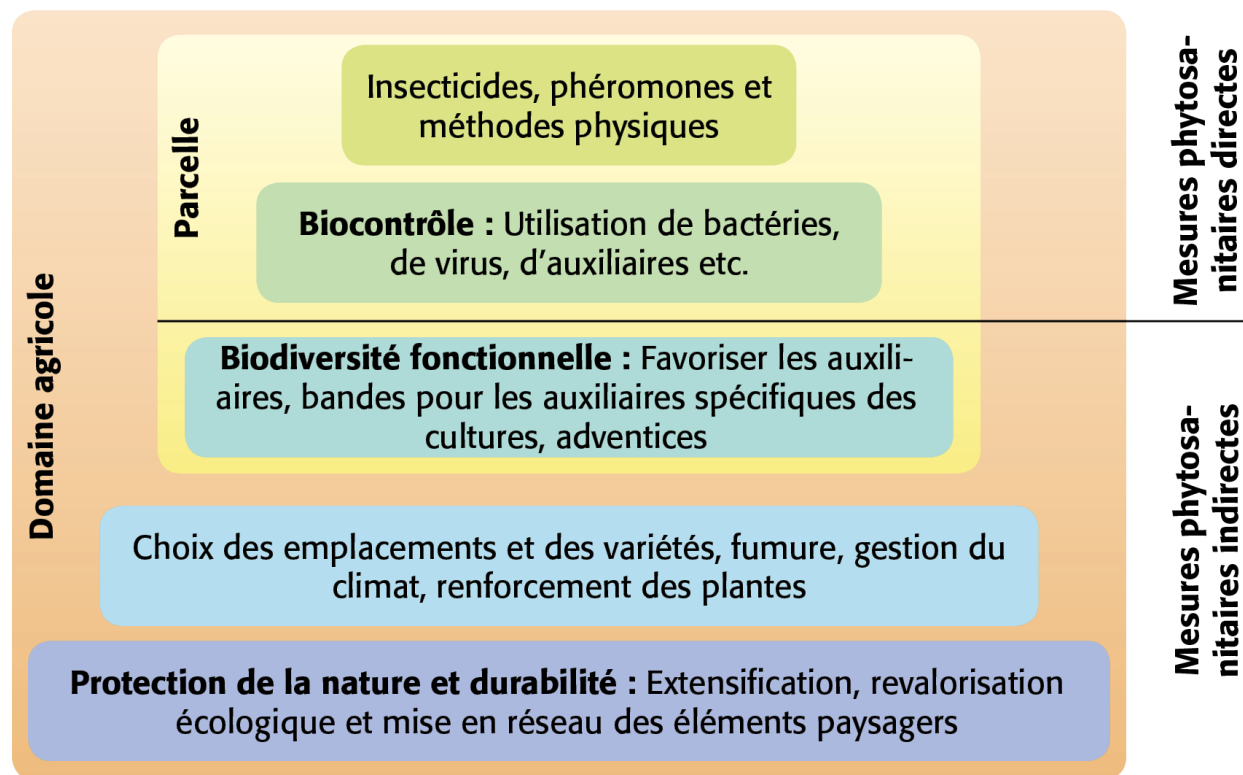 Insecticides, phéromones et
méthodes physiques
Biocontrôle : Utilisation de bactéries,
de virus, d’auxiliaires etc.
Biodiversité fonctionnelle : Favoriser les auxili-
aires, bandes pour les auxiliaires spécifiques des
cultures, adventices
Choix des emplacements et des variétés, fumure, gestion du
climat, renforcement des plantes
Protection de la nature et durabilité : Extensification, revalorisation
écologique et mise en réseau des éléments paysagers
Domaine agricole
Parcelle
Mesures phytosa-
nitaires directes
Mesures phytosa-
nitaires indirectes